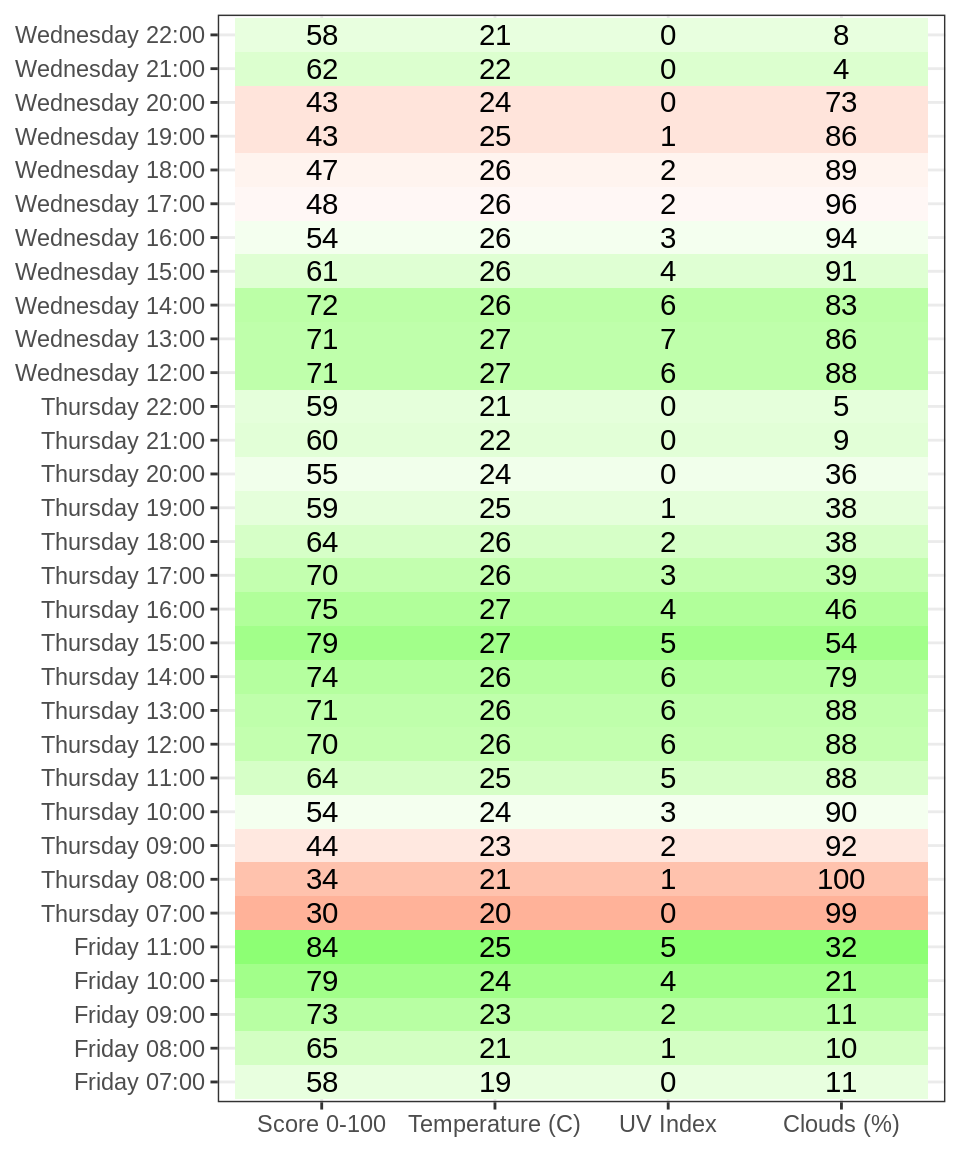 Wednesday 22:00 58 21 0 8
Wednesday 21:00 62 22 0 4
Wednesday 20:00 43 24 0 73
Wednesday 19:00 43 25 1 86
Wednesday 18:00 47 26 2 89
Wednesday 17:00 48 26 2 96
Wednesday 16:00 54 26 3 94
Wednesday 15:00 61 26 4 91
Wednesday 14:00 72 26 6 83
Wednesday 13:00 71 27 7 86
Wednesday 12:00 71 27 6 88
Thursday 22:00 59 21 0 5
Thursday 21:00 60 22 0 9
Thursday 20:00 55 24 0 36
Thursday 19:00 59 25 1 38
Thursday 18:00 64 26 2 38
Thursday 17:00 70 26 3 39
Thursday 16:00 75 27 4 46
Thursday 15:00 79 27 5 54
Thursday 14:00 74 26 6 79
Thursday 13:00 71 26 6 88
Thursday 12:00 70 26 6 88
Thursday 11:00 64 25 5 88
Thursday 10:00 54 24 3 90
Thursday 09:00 44 23 2 92
Thursday 08:00 34 21 1 100
Thursday 07:00 30 20 0 99
Friday 11:00 84 25 5 32
Friday 10:00 79 24 4 21
Friday 09:00 73 23 2 11
Friday 08:00 65 21 1 10
Friday 07:00 58 19 0 11
Score 0-100 Temperature (C) UV Index Clouds (%)